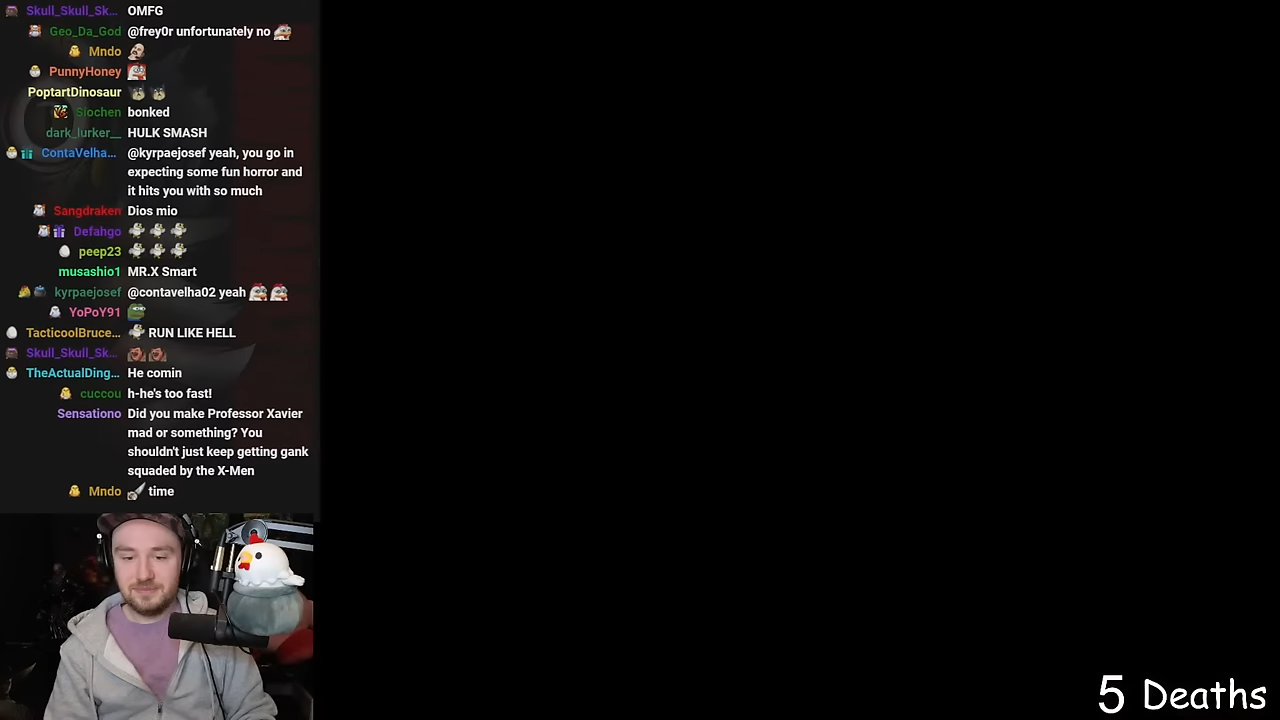 Skull_Skull_Sk... OMFG
Geo_Da_God @frey0r unfortunately no
Mndo
PunnyHoney
PoptartDinosaur
Slochen bonked
dark_lurker__ HULK SMASH
ContaVelha... @kyrpaejosef yeah, you go in
expecting some fun horror and
it hits you with so much
Sangdraken Dios mio
Defahgo
peep23
musashio1 MR.X Smart
kyrpaejosef @contavelha02 yeah
YoPoY91
TacticoolBruce... RUN LIKE HELL
Skull_Skull_Sk...
TheActualDing... He comin
cuccou h-he's too fast!
Sensationo Did you make Professor Xavier
mad or something? You
shouldn't just keep getting gank
squaded by the X-Men
Mndo time
5 Deaths